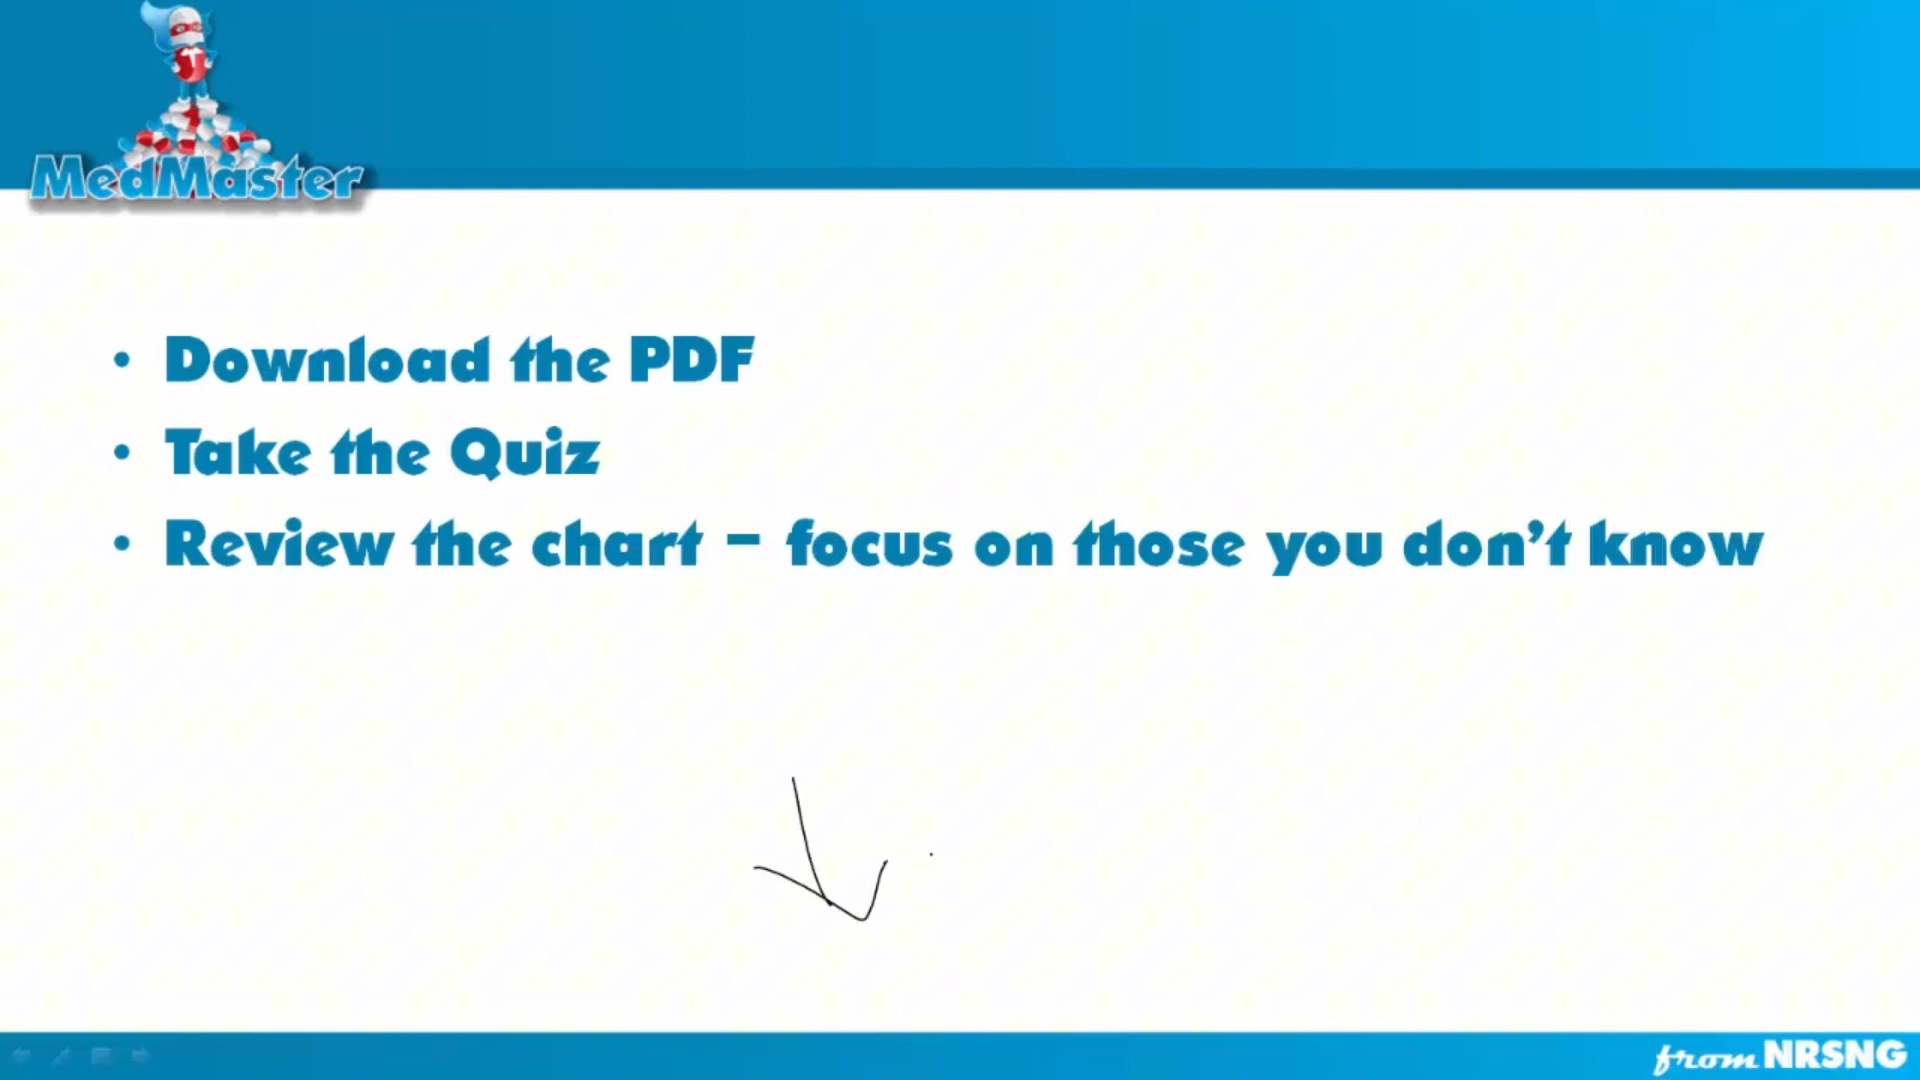 MedMaster
• Download the PDF
• Take the Quiz
• Review the chart – focus on those you don't know
from NRSNG